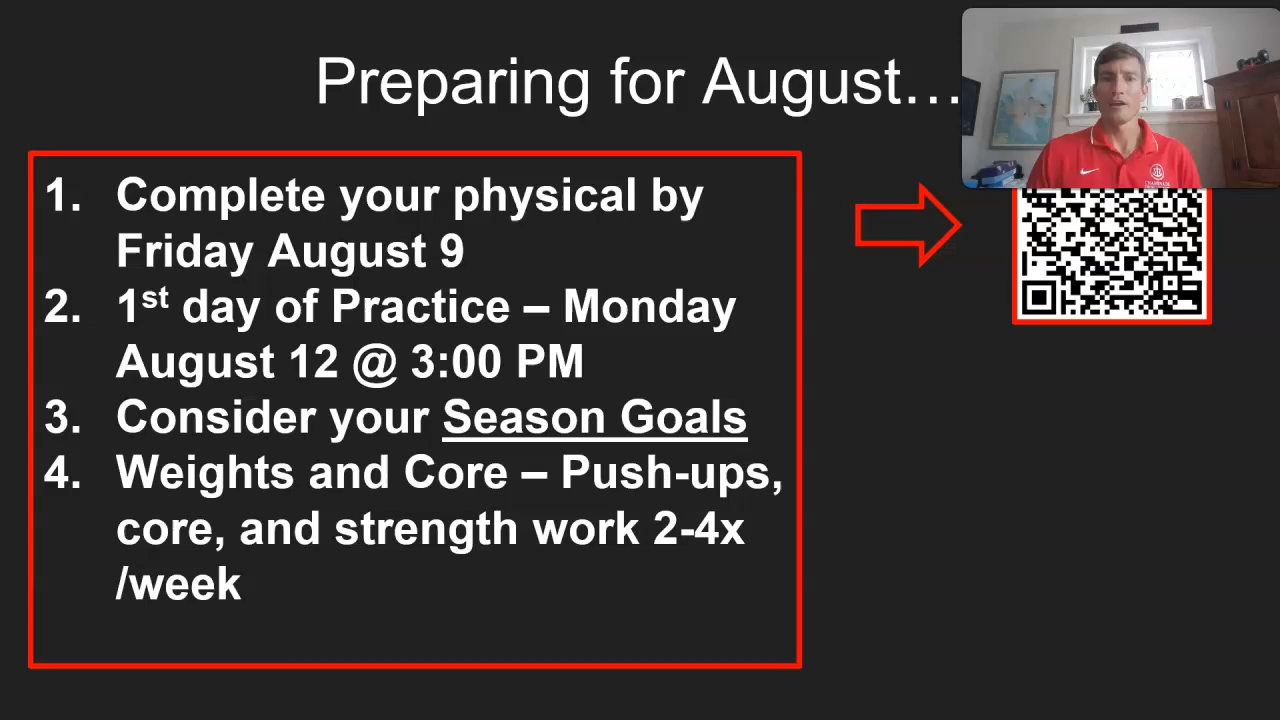 Preparing for August…
1. Complete your physical by
Friday August 9
2. 1st day of Practice – Monday
August 12 @ 3:00 PM
3. Consider your Season Goals
4. Weights and Core – Push-ups,
core, and strength work 2-4x
/week